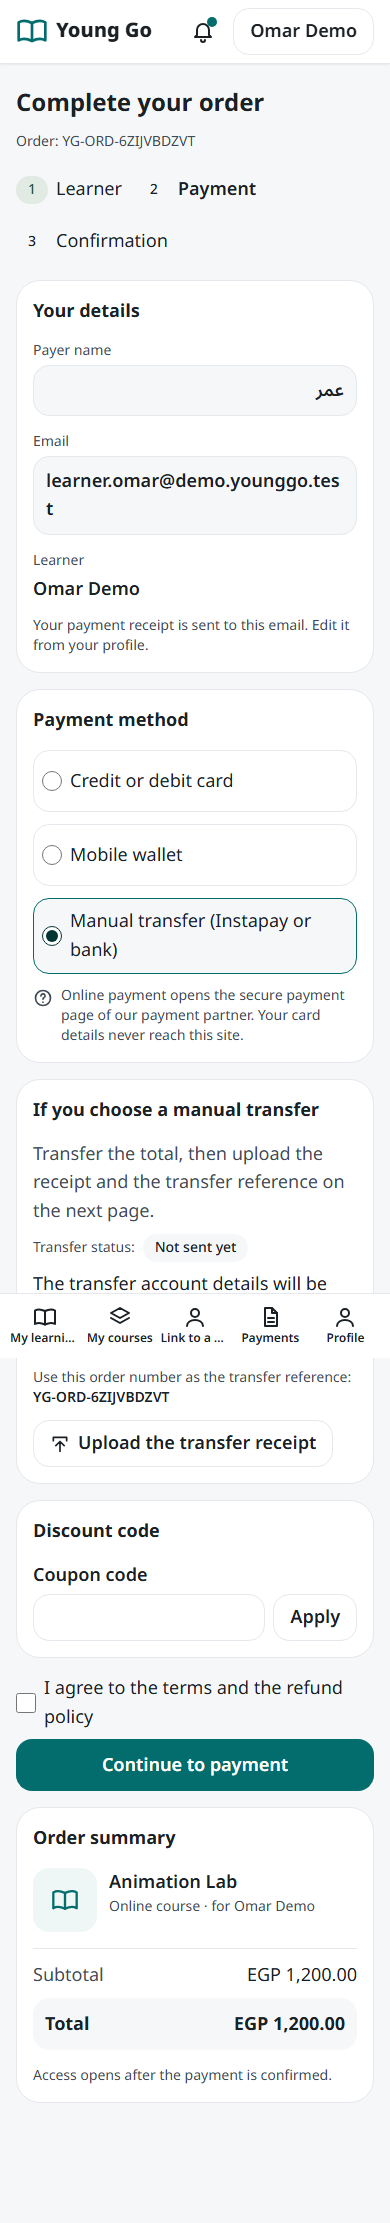 Young Go
Omar Demo
Complete your order
Order: YG-ORD-6ZIJVBDZVT
1 Learner 2 Payment
3 Confirmation
Your details
Payer name
عمر
Email
learner.omar@demo.younggo.tes
t
Learner
Omar Demo
Your payment receipt is sent to this email. Edit it
from your profile.
Payment method
Credit or debit card
Mobile wallet
Manual transfer (Instapay or
bank)
Online payment opens the secure payment
page of our payment partner. Your card
details never reach this site.
If you choose a manual transfer
Transfer the total, then upload the
receipt and the transfer reference on
the next page.
Transfer status: Not sent yet
The transfer account details will be
My learni... My courses Link to a ... Payments Profile
Use this order number as the transfer reference:
YG-ORD-6ZIJVBDZVT
Upload the transfer receipt
Discount code
Coupon code
Apply
I agree to the terms and the refund
policy
Continue to payment
Order summary
Animation Lab
Online course · for Omar Demo
Subtotal EGP 1,200.00
Total EGP 1,200.00
Access opens after the payment is confirmed.